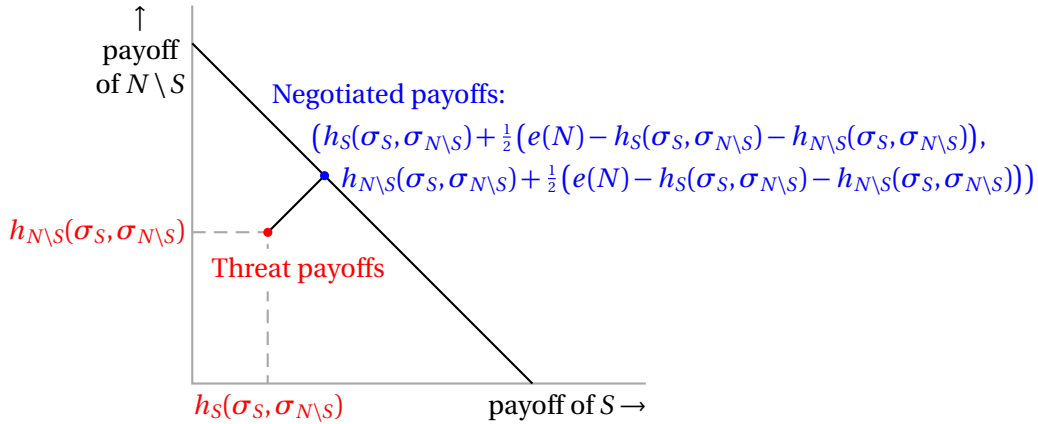 ↑
payoff
of N \ S
Negotiated payoffs:
(h_S(σ_S, σ_{N\S}) + ½(e(N) − h_S(σ_S, σ_{N\S}) − h_{N\S}(σ_S, σ_{N\S})),
h_{N\S}(σ_S, σ_{N\S}) + ½(e(N) − h_S(σ_S, σ_{N\S}) − h_{N\S}(σ_S, σ_{N\S})))
h_{N\S}(σ_S, σ_{N\S})
Threat payoffs
h_S(σ_S, σ_{N\S})
payoff of S →